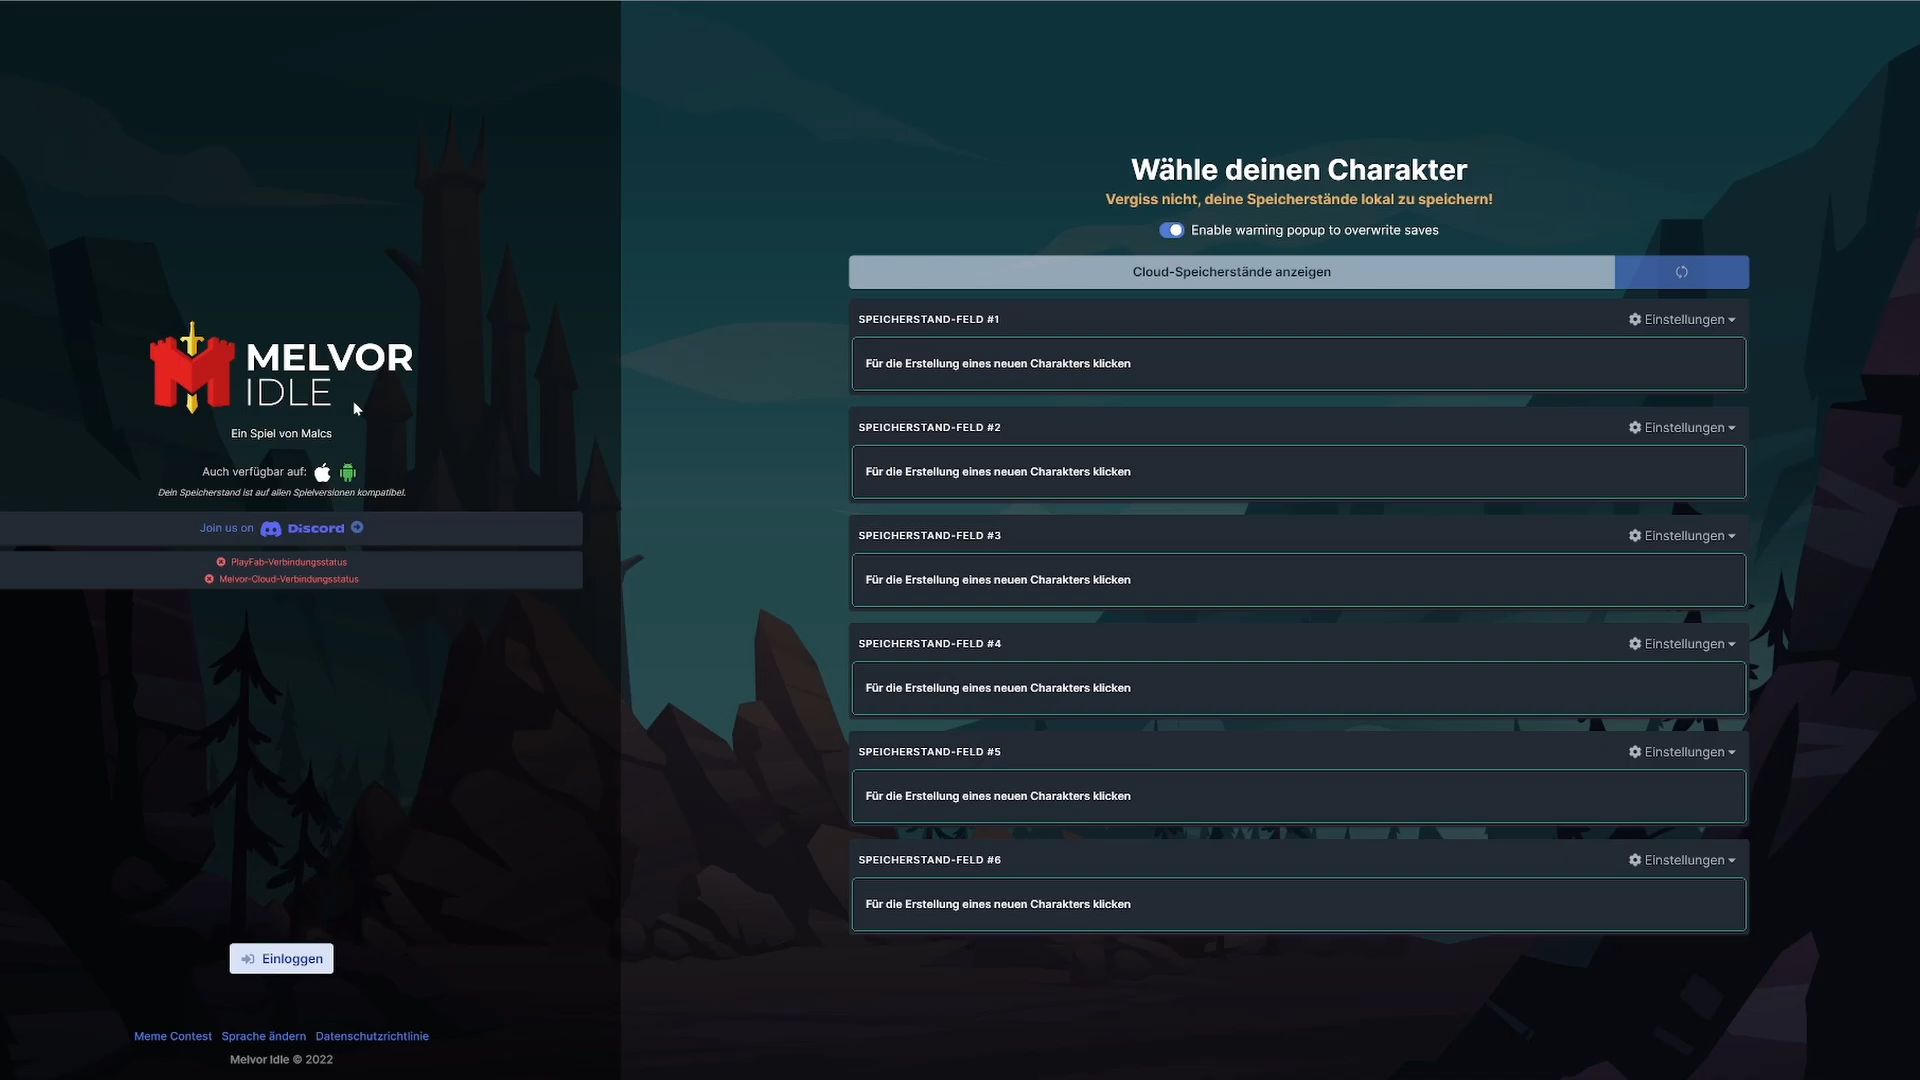 MELVOR
IDLE
Ein Spiel von Malcs
Auch verfügbar auf:
Dein Speicherstand ist auf allen Spielversionen kompatibel.
Join us on Discord
PlayFab-Verbindungsstatus
Melvor-Cloud-Verbindungsstatus
Einloggen
Meme Contest Sprache ändern Datenschutzrichtlinie
Melvor Idle © 2022
Wähle deinen Charakter
Vergiss nicht, deine Speicherstände lokal zu speichern!
Enable warning popup to overwrite saves
Cloud-Speicherstände anzeigen
SPEICHERSTAND-FELD #1 Einstellungen
Für die Erstellung eines neuen Charakters klicken
SPEICHERSTAND-FELD #2 Einstellungen
Für die Erstellung eines neuen Charakters klicken
SPEICHERSTAND-FELD #3 Einstellungen
Für die Erstellung eines neuen Charakters klicken
SPEICHERSTAND-FELD #4 Einstellungen
Für die Erstellung eines neuen Charakters klicken
SPEICHERSTAND-FELD #5 Einstellungen
Für die Erstellung eines neuen Charakters klicken
SPEICHERSTAND-FELD #6 Einstellungen
Für die Erstellung eines neuen Charakters klicken